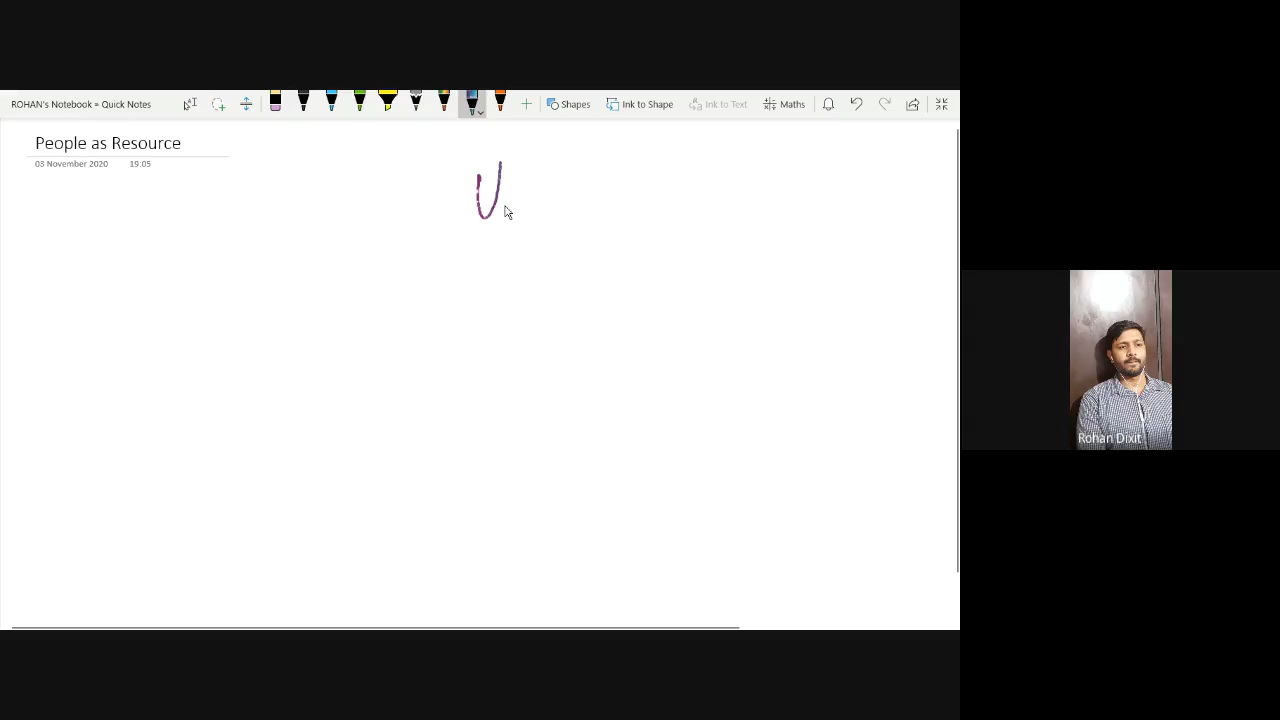 ROHAN's Notebook » Quick Notes
Shapes Ink to Shape Ink to Text Maths
People as Resource
03 November 2020 19:05
U
Rohan Dixit